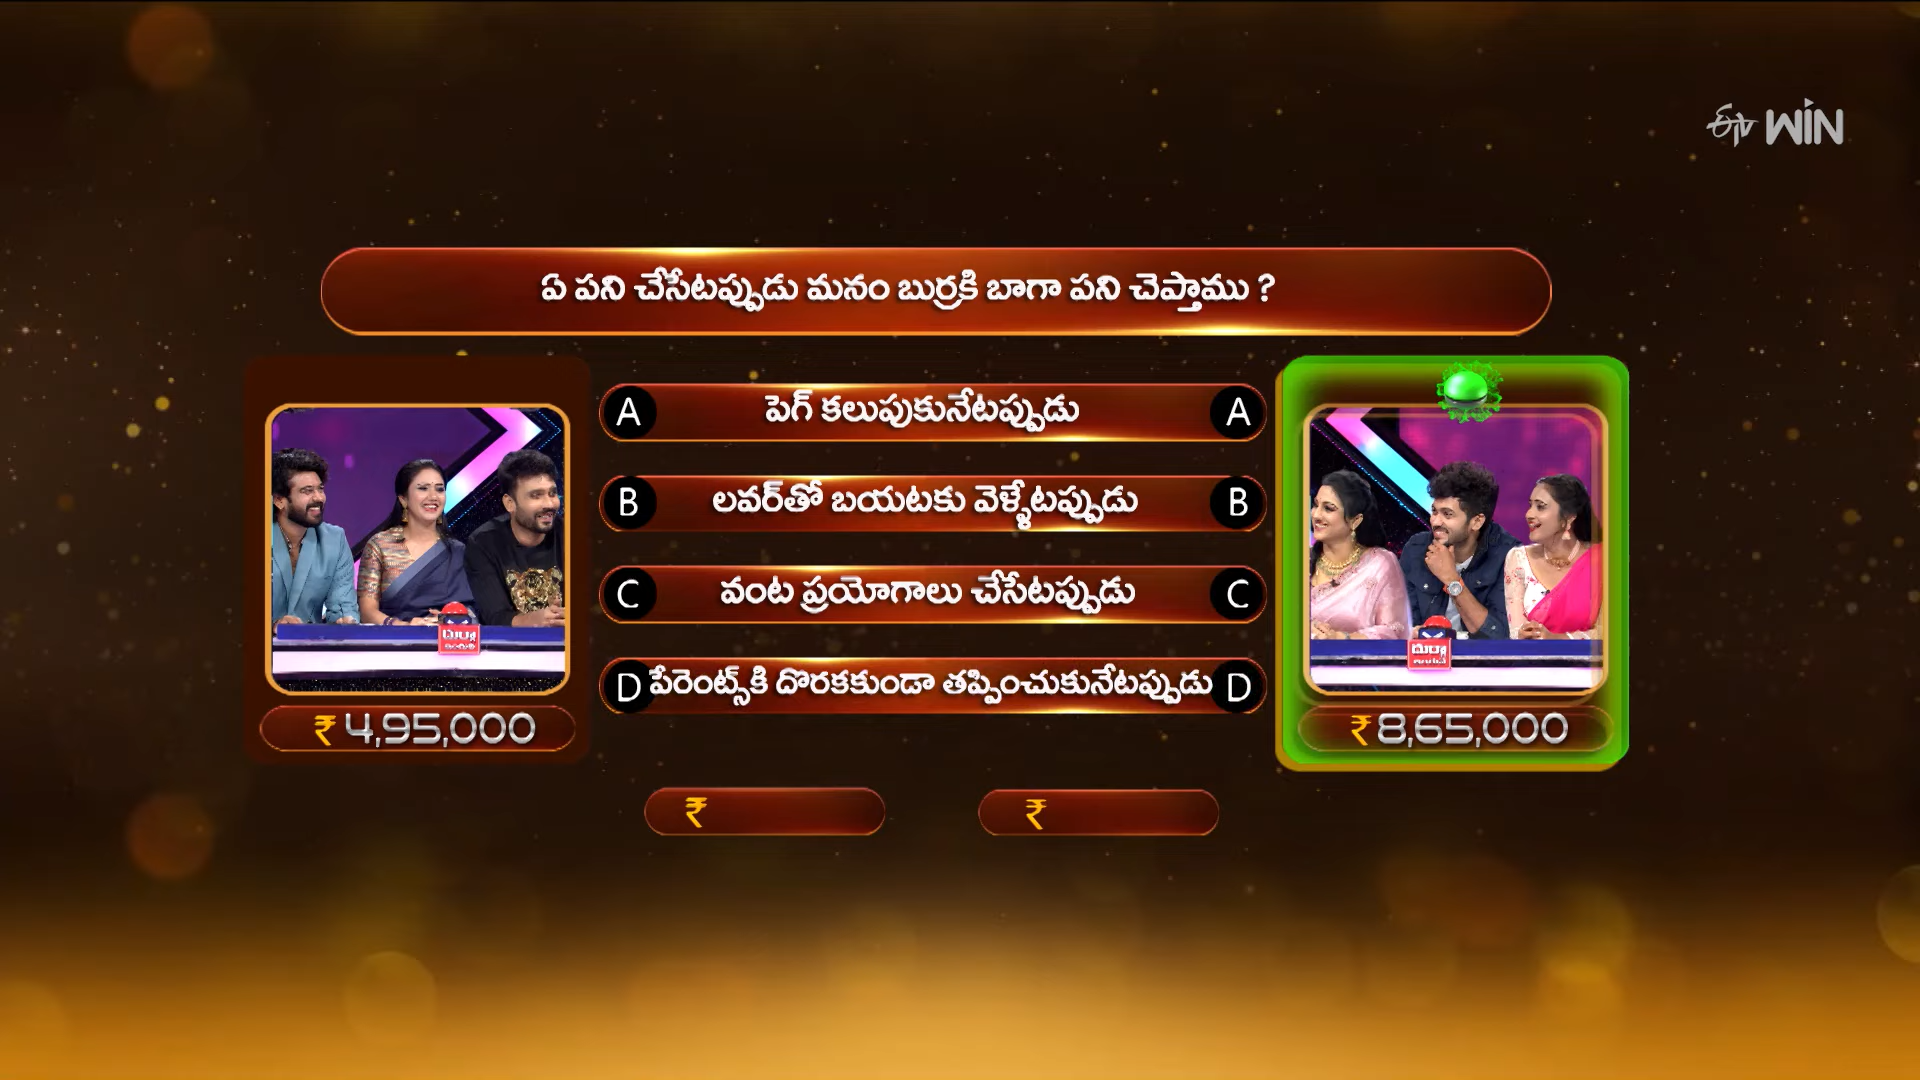 ఈటీవీ WIN
ఏ పని చేసేటప్పుడు మనం బుర్రకి బాగా పని చెప్తాము ?
A పెగ్ కలుపుకునేటప్పుడు A
B లవర్‌తో బయటకు వెళ్ళేటప్పుడు B
C వంట ప్రయోగాలు చేసేటప్పుడు C
D పేరెంట్స్‌కి దొరకకుండా తప్పించుకునేటప్పుడు D
₹ 4,95,000
₹ 8,65,000
₹
₹